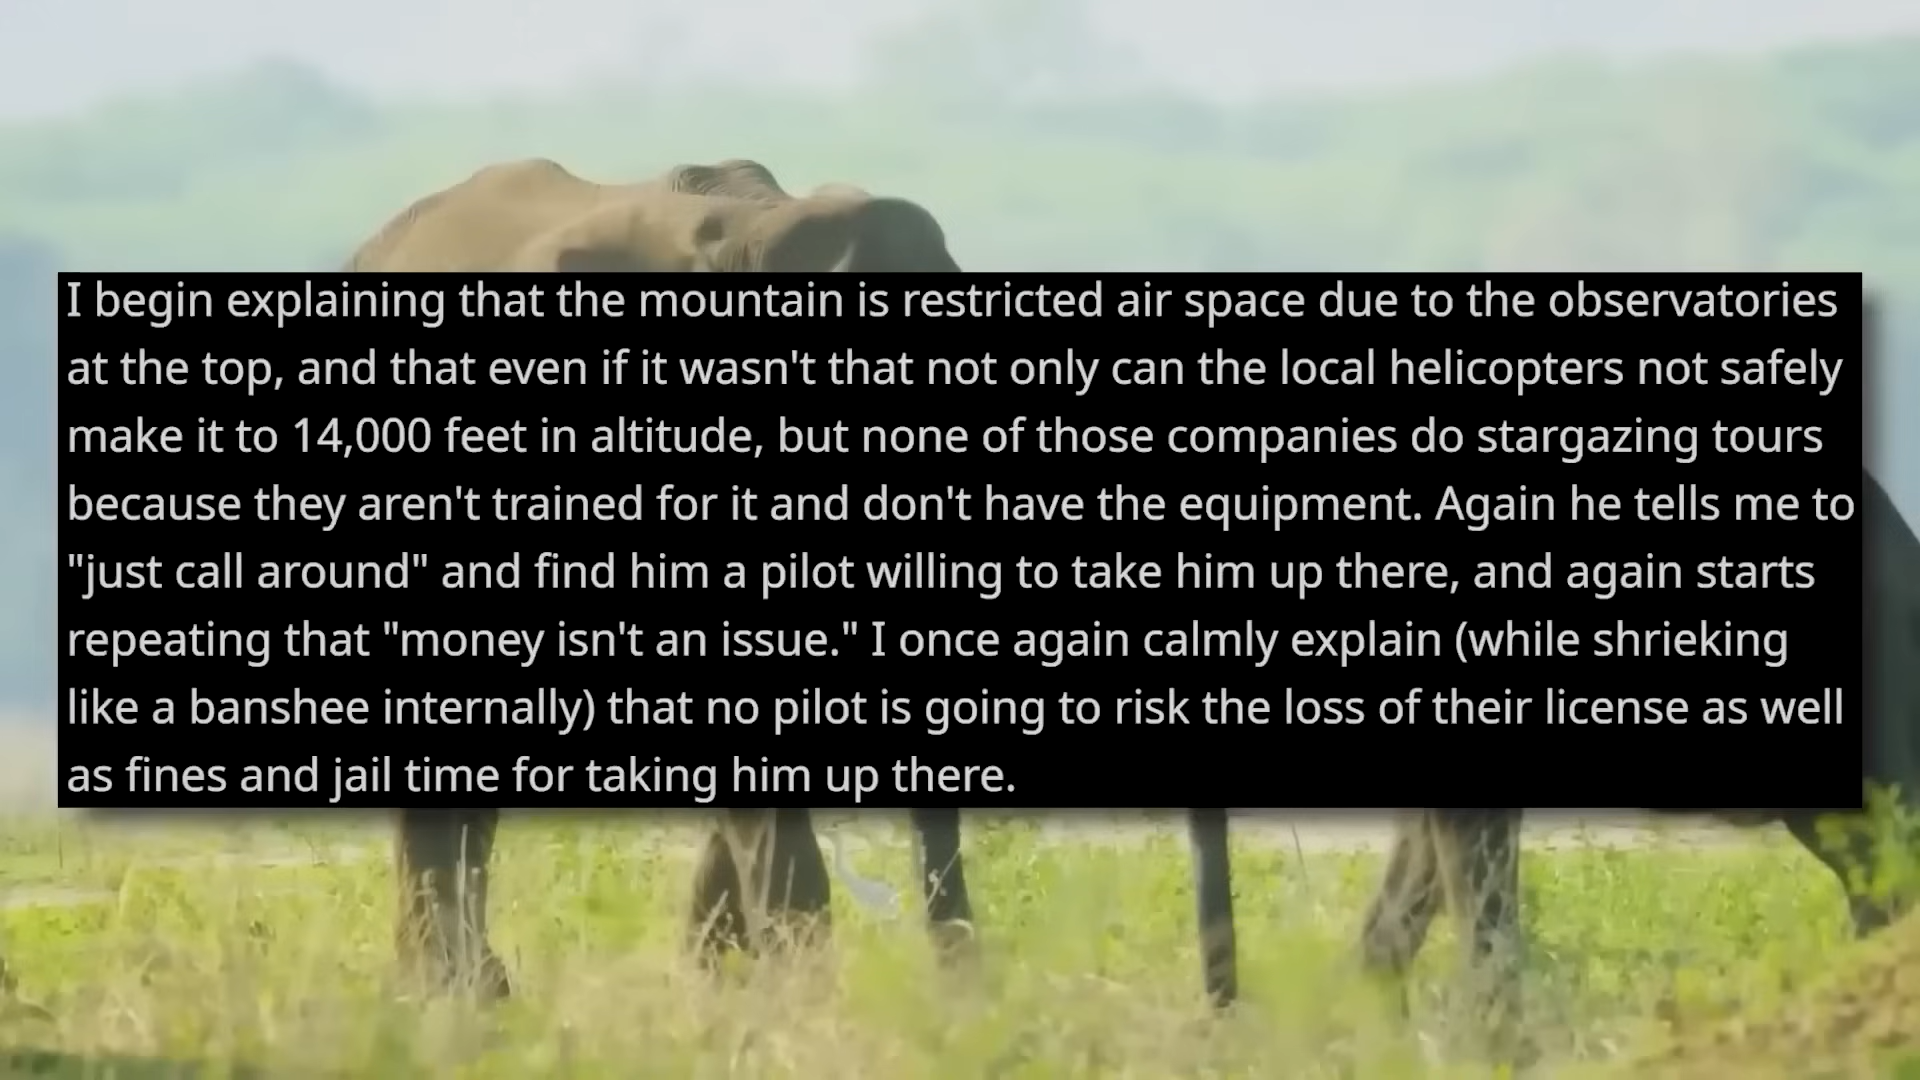 I begin explaining that the mountain is restricted air space due to the observatories
at the top, and that even if it wasn't that not only can the local helicopters not safely
make it to 14,000 feet in altitude, but none of those companies do stargazing tours
because they aren't trained for it and don't have the equipment. Again he tells me to
"just call around" and find him a pilot willing to take him up there, and again starts
repeating that "money isn't an issue." I once again calmly explain (while shrieking
like a banshee internally) that no pilot is going to risk the loss of their license as well
as fines and jail time for taking him up there.